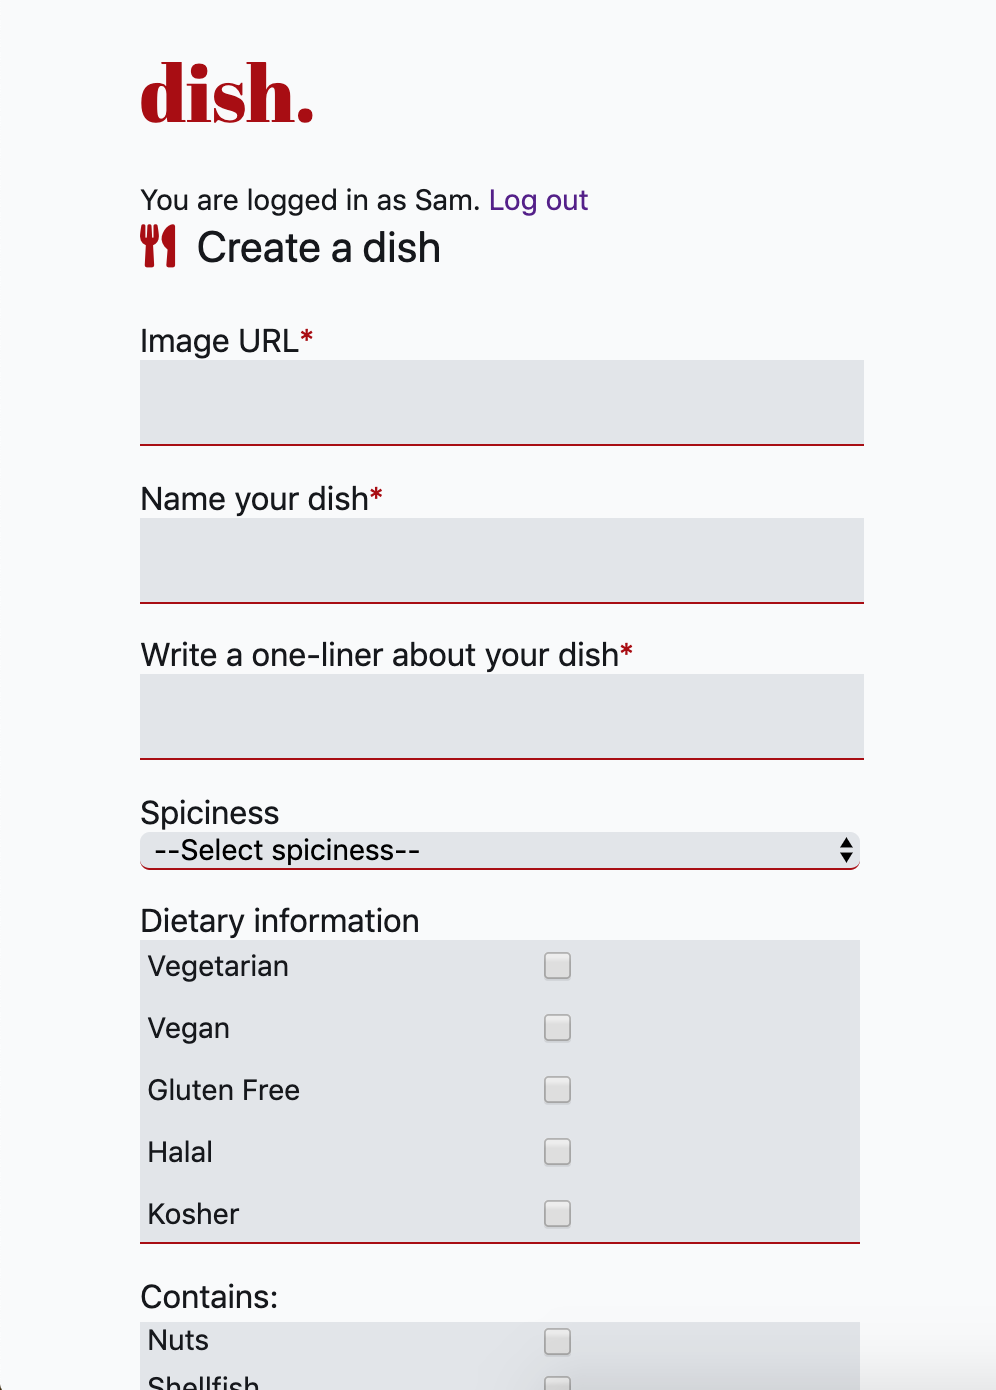 dish.
You are logged in as Sam. Log out
Create a dish
Image URL*
Name your dish*
Write a one-liner about your dish*
Spiciness
--Select spiciness--
Dietary information
Vegetarian
Vegan
Gluten Free
Halal
Kosher
Contains:
Nuts
Shellfish